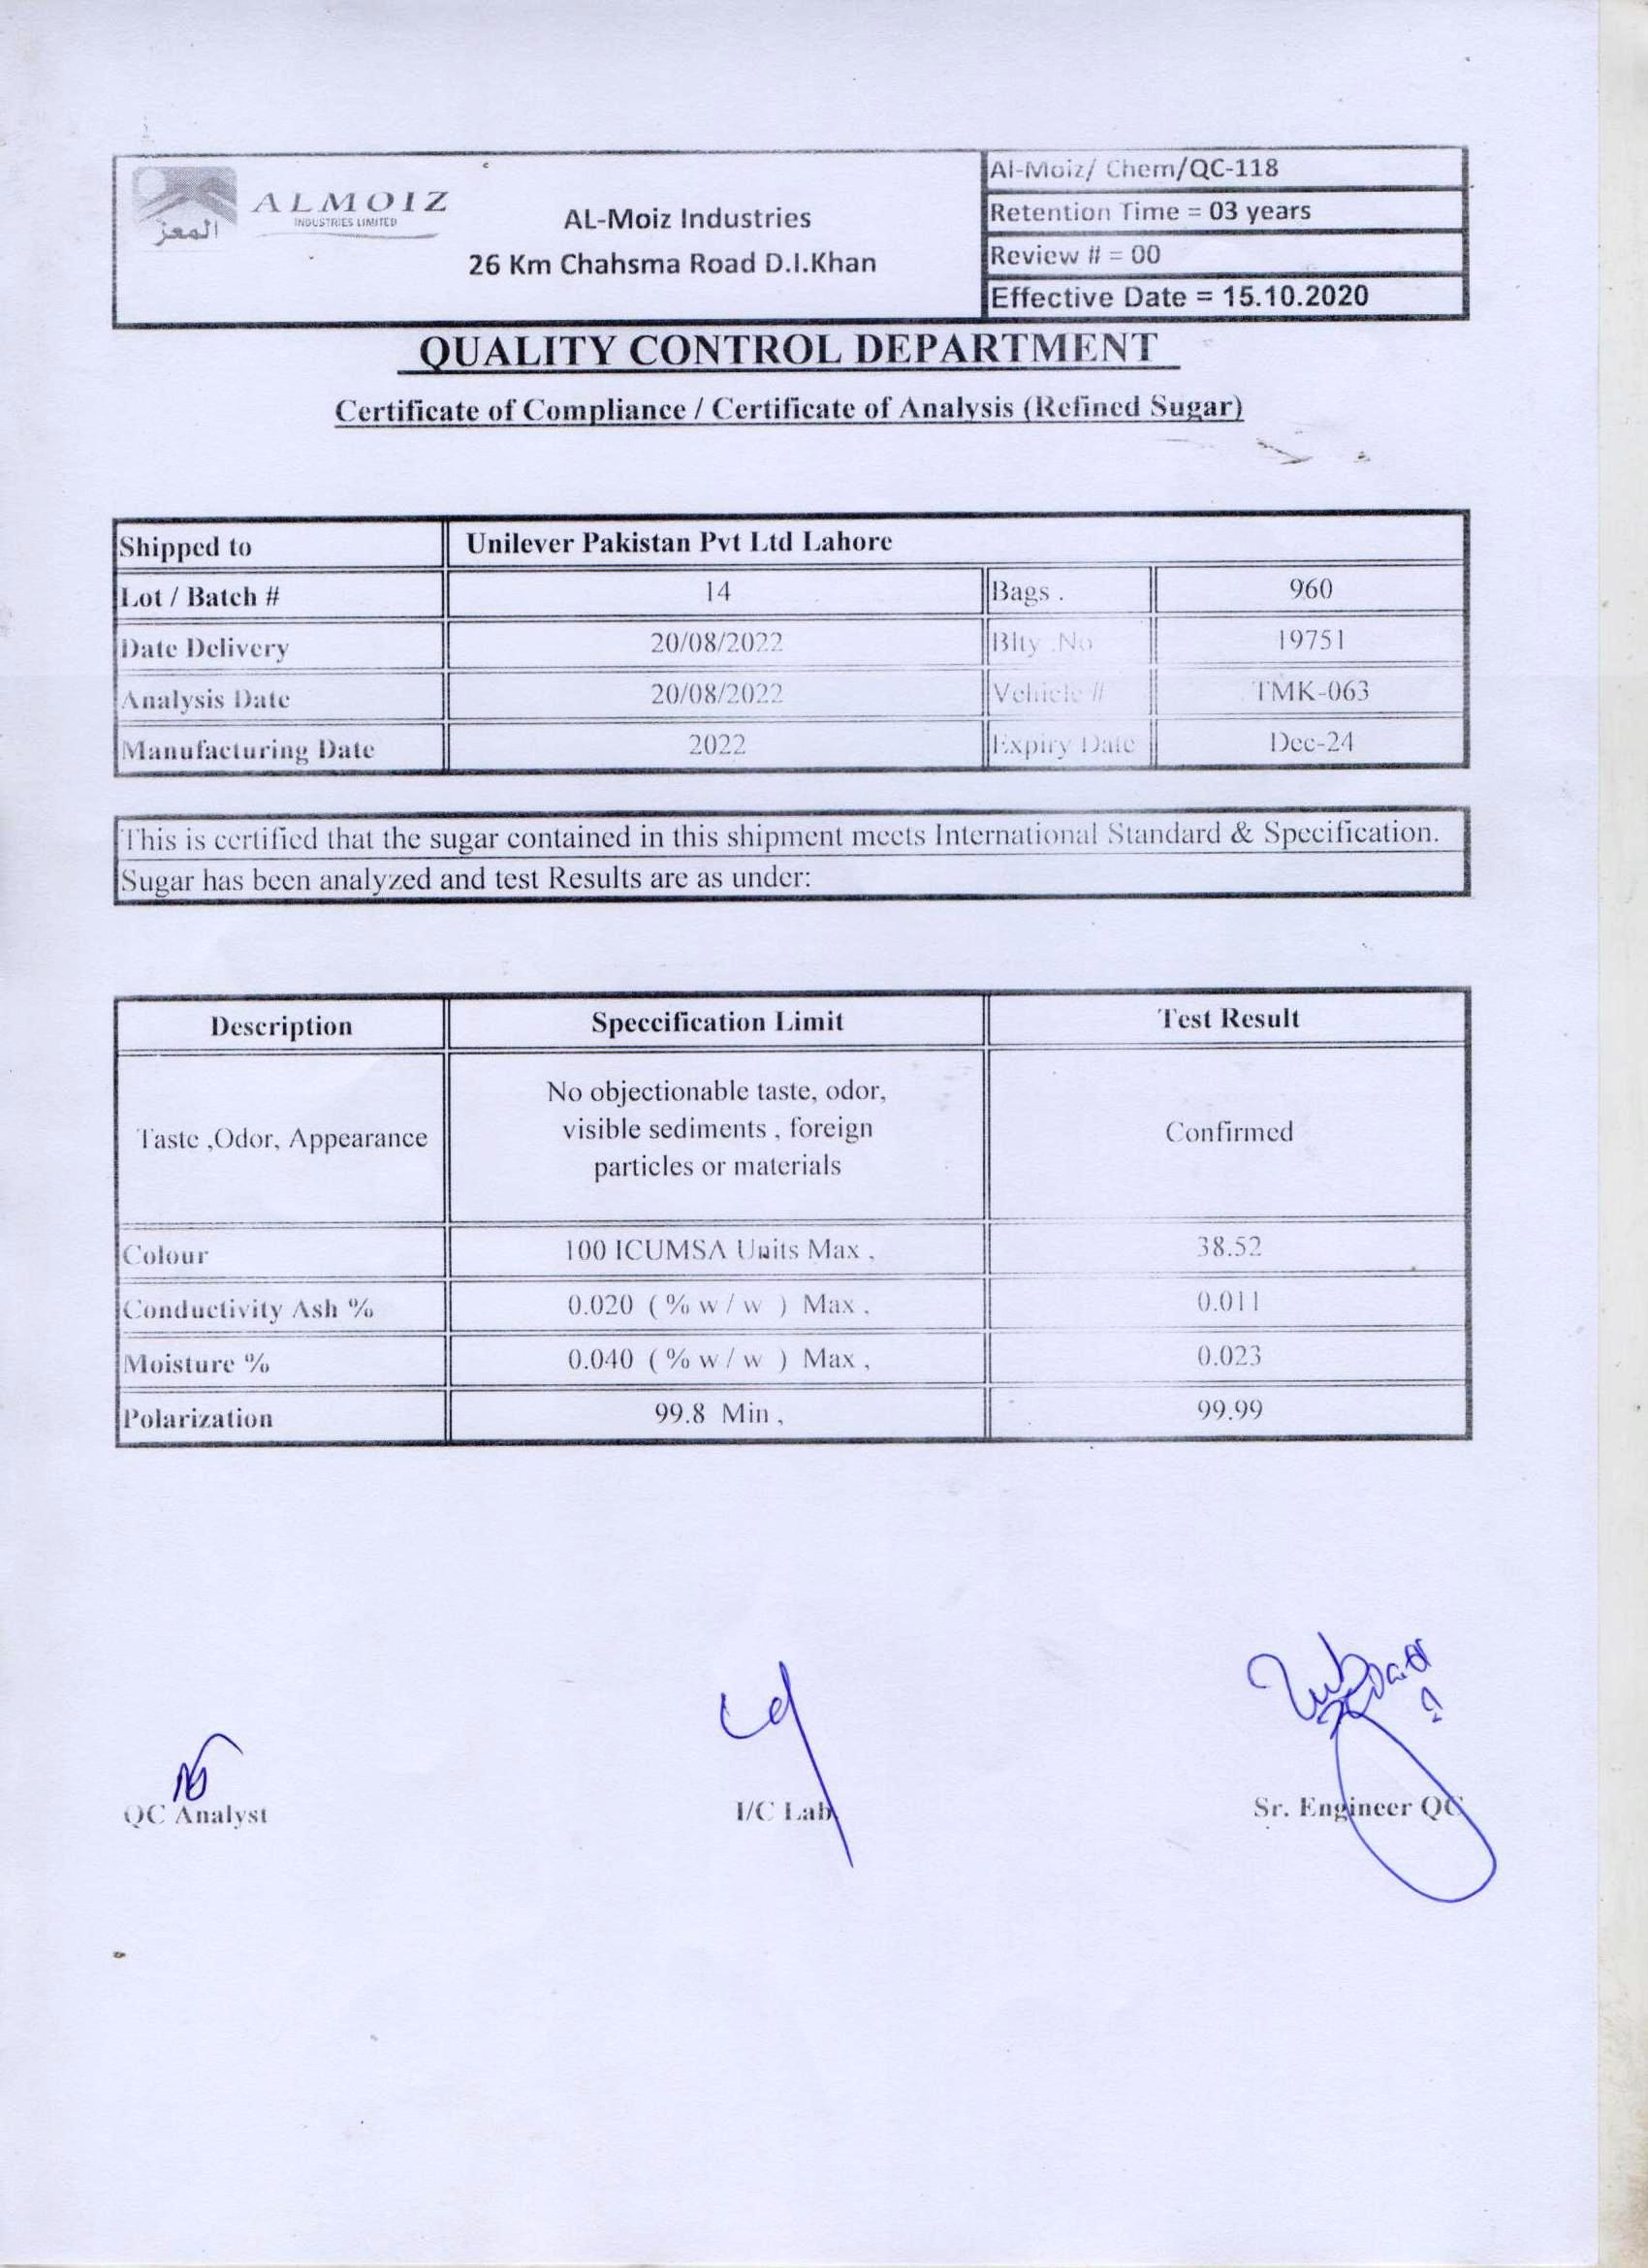 المعز
ALMOIZ
INDUSTRIES LIMITED
AL-Moiz Industries
26 Km Chahsma Road D.I.Khan
Al-Moiz/ Chem/QC-118
Retention Time = 03 years
Review # = 00
Effective Date = 15.10.2020
QUALITY CONTROL DEPARTMENT
Certificate of Compliance / Certificate of Analysis (Refined Sugar)
Shipped to Unilever Pakistan Pvt Ltd Lahore
Lot / Batch # 14 Bags . 960
Date Delivery 20/08/2022 Blty .No 19751
Analysis Date 20/08/2022 Vehicle # TMK-063
Manufacturing Date 2022 Expiry Date Dec-24
This is certified that the sugar contained in this shipment meets International Standard & Specification.
Sugar has been analyzed and test Results are as under:
Description Speccification Limit Test Result
Taste ,Odor, Appearance
No objectionable taste, odor,
visible sediments , foreign
particles or materials
Confirmed
Colour 100 ICUMSA Units Max . 38.52
Conductivity Ash % 0.020 ( % w / w ) Max . 0.011
Moisture % 0.040 ( % w / w ) Max , 0.023
Polarization 99.8 Min , 99.99
QC Analyst I/C Lab Sr. Engineer QC